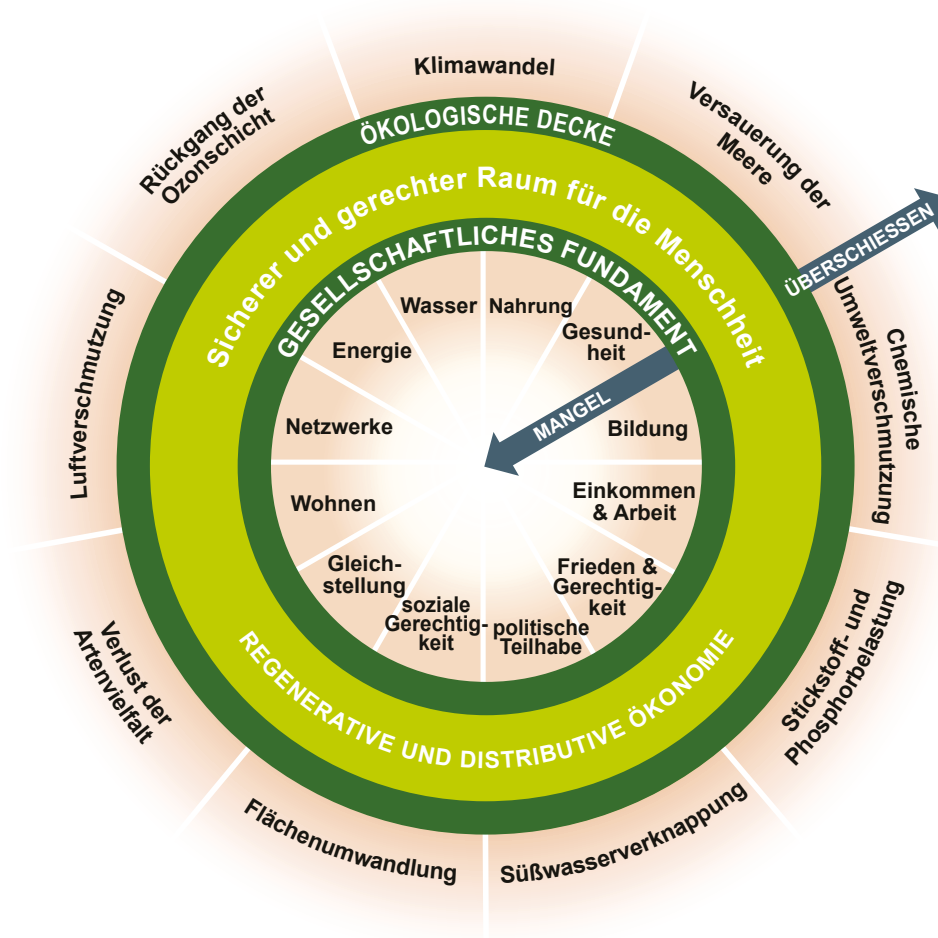 Klimawandel
Versauerung der
Meere
ÜBERSCHIESSEN
Chemische
Umweltverschmutzung
Stickstoff- und
Phosphorbelastung
Süßwasserverknappung
Flächenumwandlung
Verlust der
Artenvielfalt
Luftverschmutzung
Rückgang der
Ozonschicht
ÖKOLOGISCHE DECKE
Sicherer und gerechter Raum für die Menschheit
GESELLSCHAFTLICHES FUNDAMENT
Wasser
Nahrung
Gesund-
heit
Energie
MANGEL
Netzwerke
Bildung
Wohnen
Einkommen
& Arbeit
Gleich-
stellung
Frieden &
Gerechtig-
keit
soziale
Gerechtig-
keit
politische
Teilhabe
REGENERATIVE UND DISTRIBUTIVE ÖKONOMIE